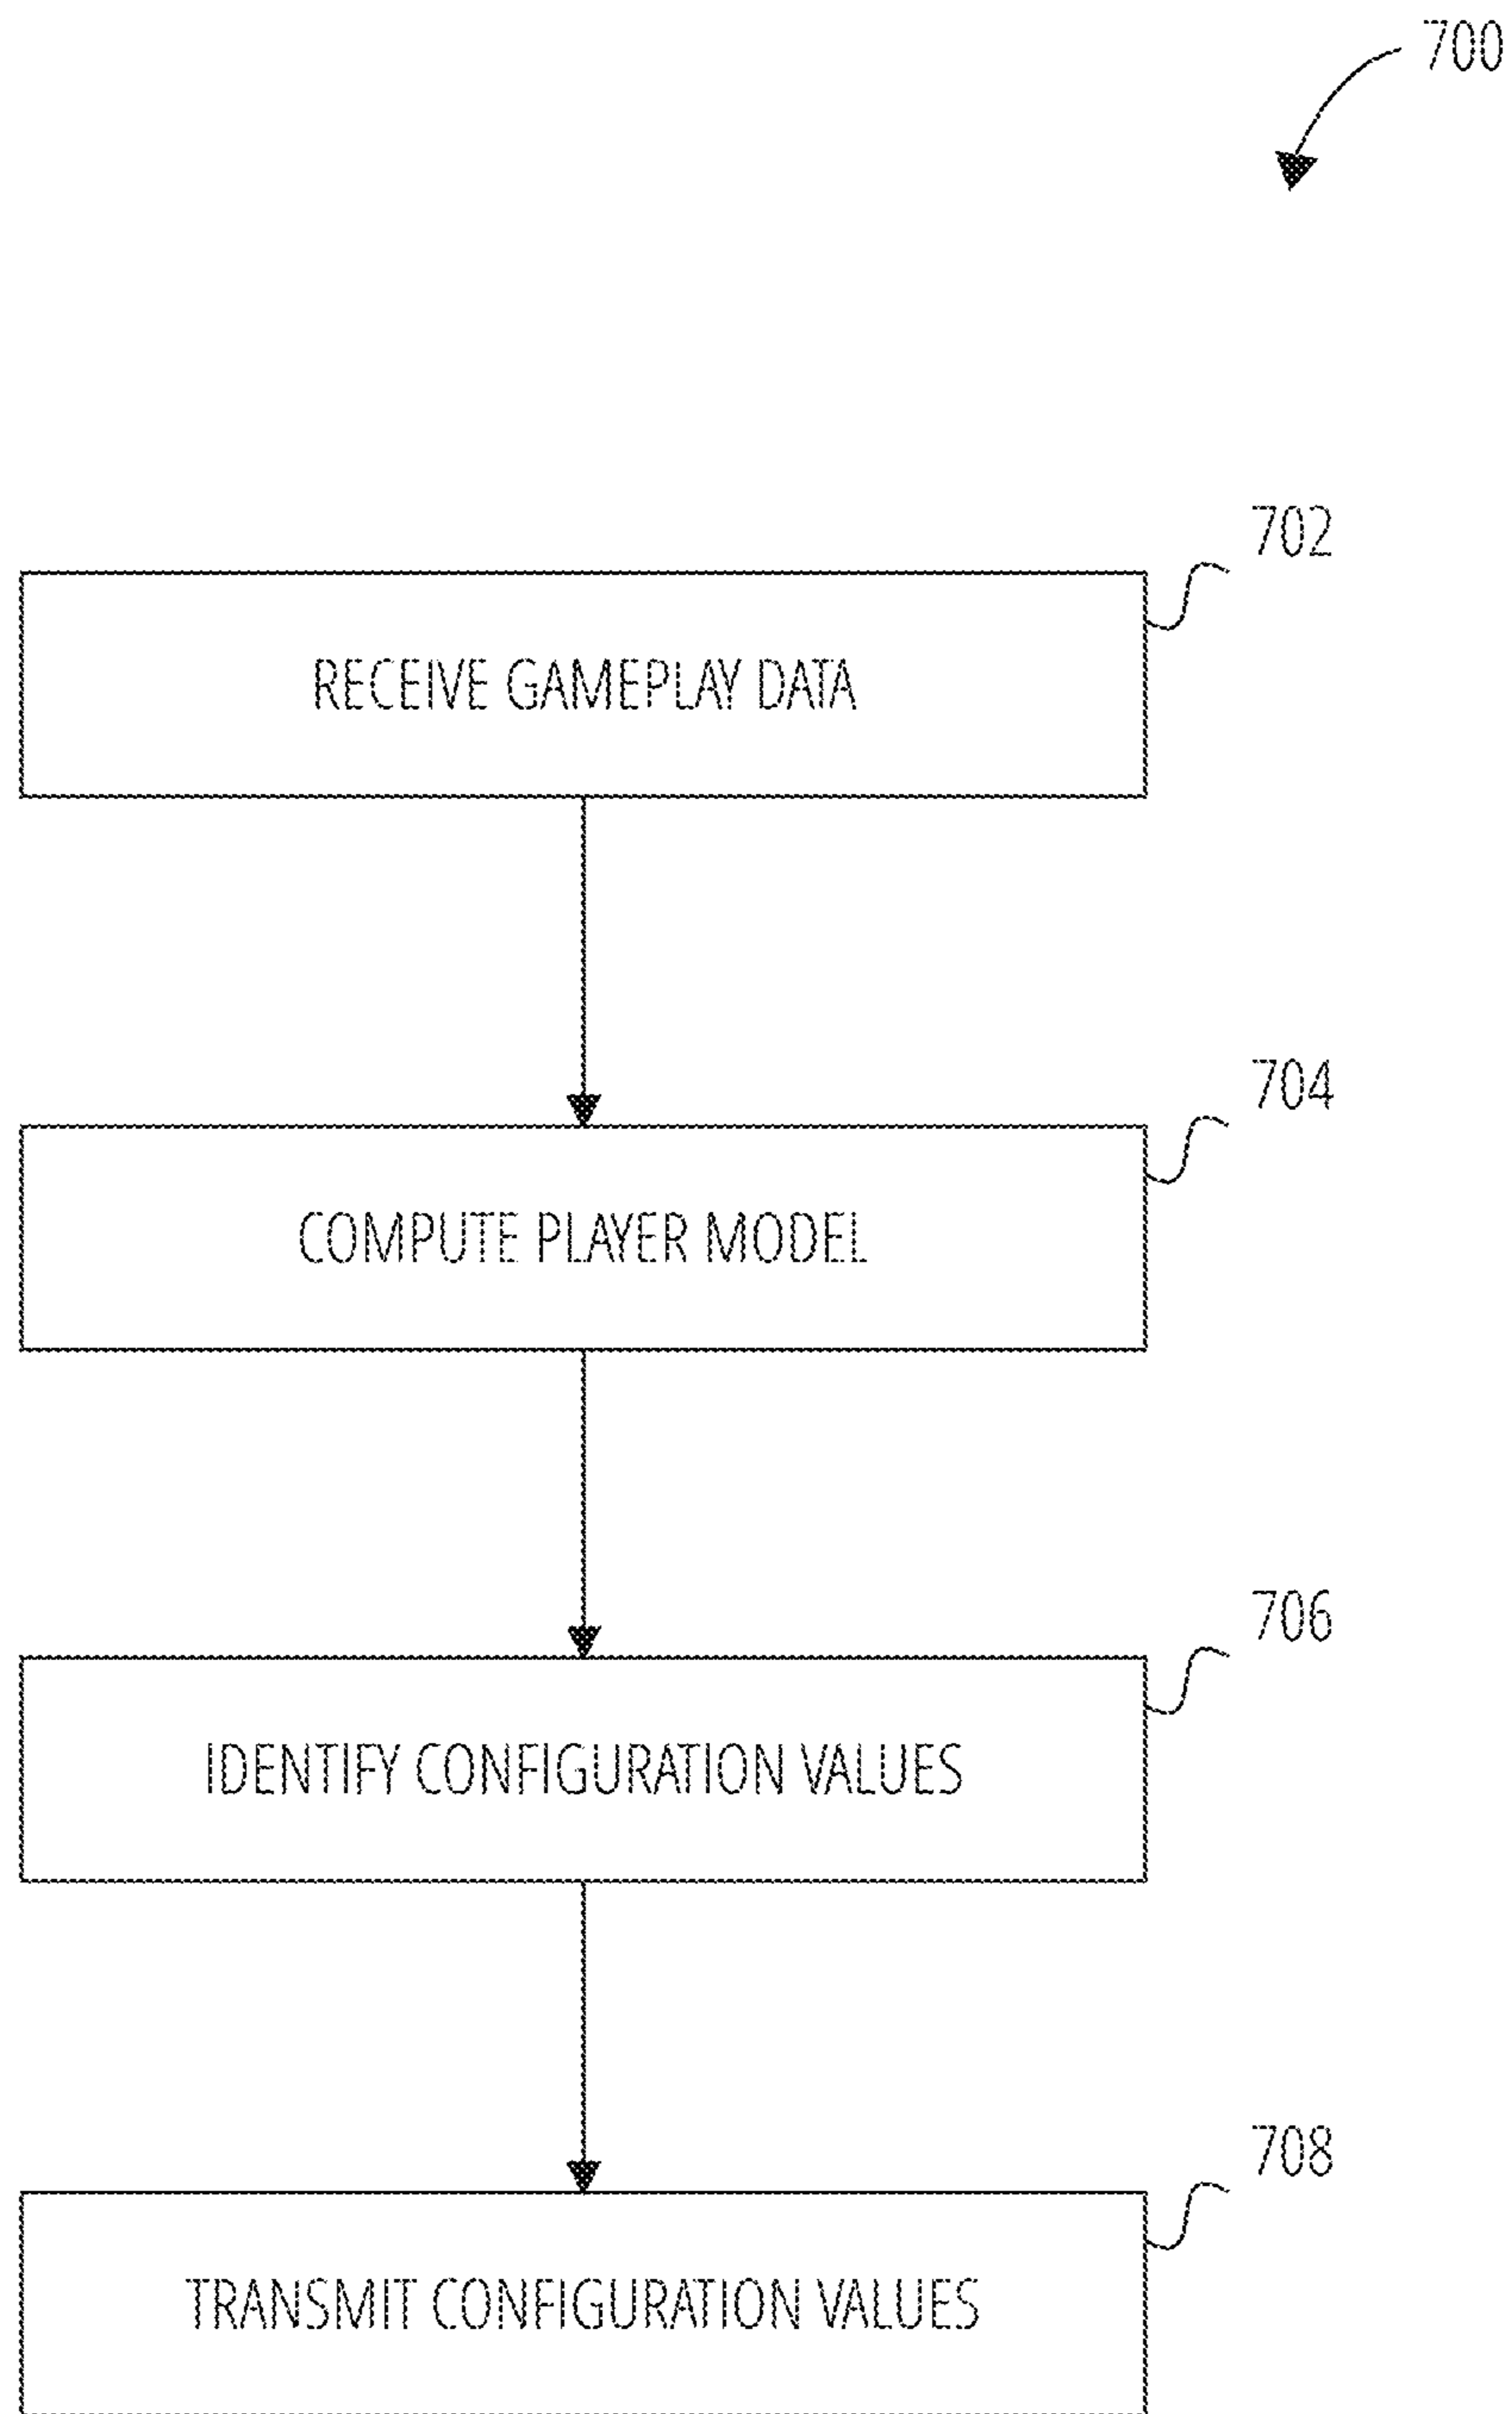 700
702
RECEIVE GAMEPLAY DATA
704
COMPUTE PLAYER MODEL
706
IDENTIFY CONFIGURATION VALUES
708
TRANSMIT CONFIGURATION VALUES